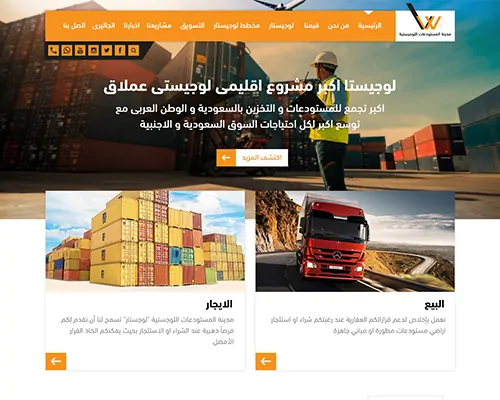 مدينة المستودعات اللوجستية
الرئيسية من نحن قيمنا لوجيستار مخطط لوجيستار التسويق مشاريعنا اخبارنا الجاليرى اتصل بنا
لوجيستا اكبر مشروع اقليمى لوجيستى عملاق
اكبر تجمع للمستودعات و التخزين بالسعودية و الوطن العربى مع
توسع اكبر لكل احتياجات السوق السعودية و الاجنبية
اكتشف المزيد
البيع
نعمل بإخلاص لدعم قراراتكم العقارية عند رغبتكم شراء او استئجار
اراضي مستودعات مطورة او مباني جاهزة.
الايجار
مدينة المستودعات اللوجستية "لوجستار" تسمح لنا أن نقدم لكم
فرصاً ذهبية عند الشراء او الاستئجار بحيث يمكنكم اتخاذ القرار
الأفضل.